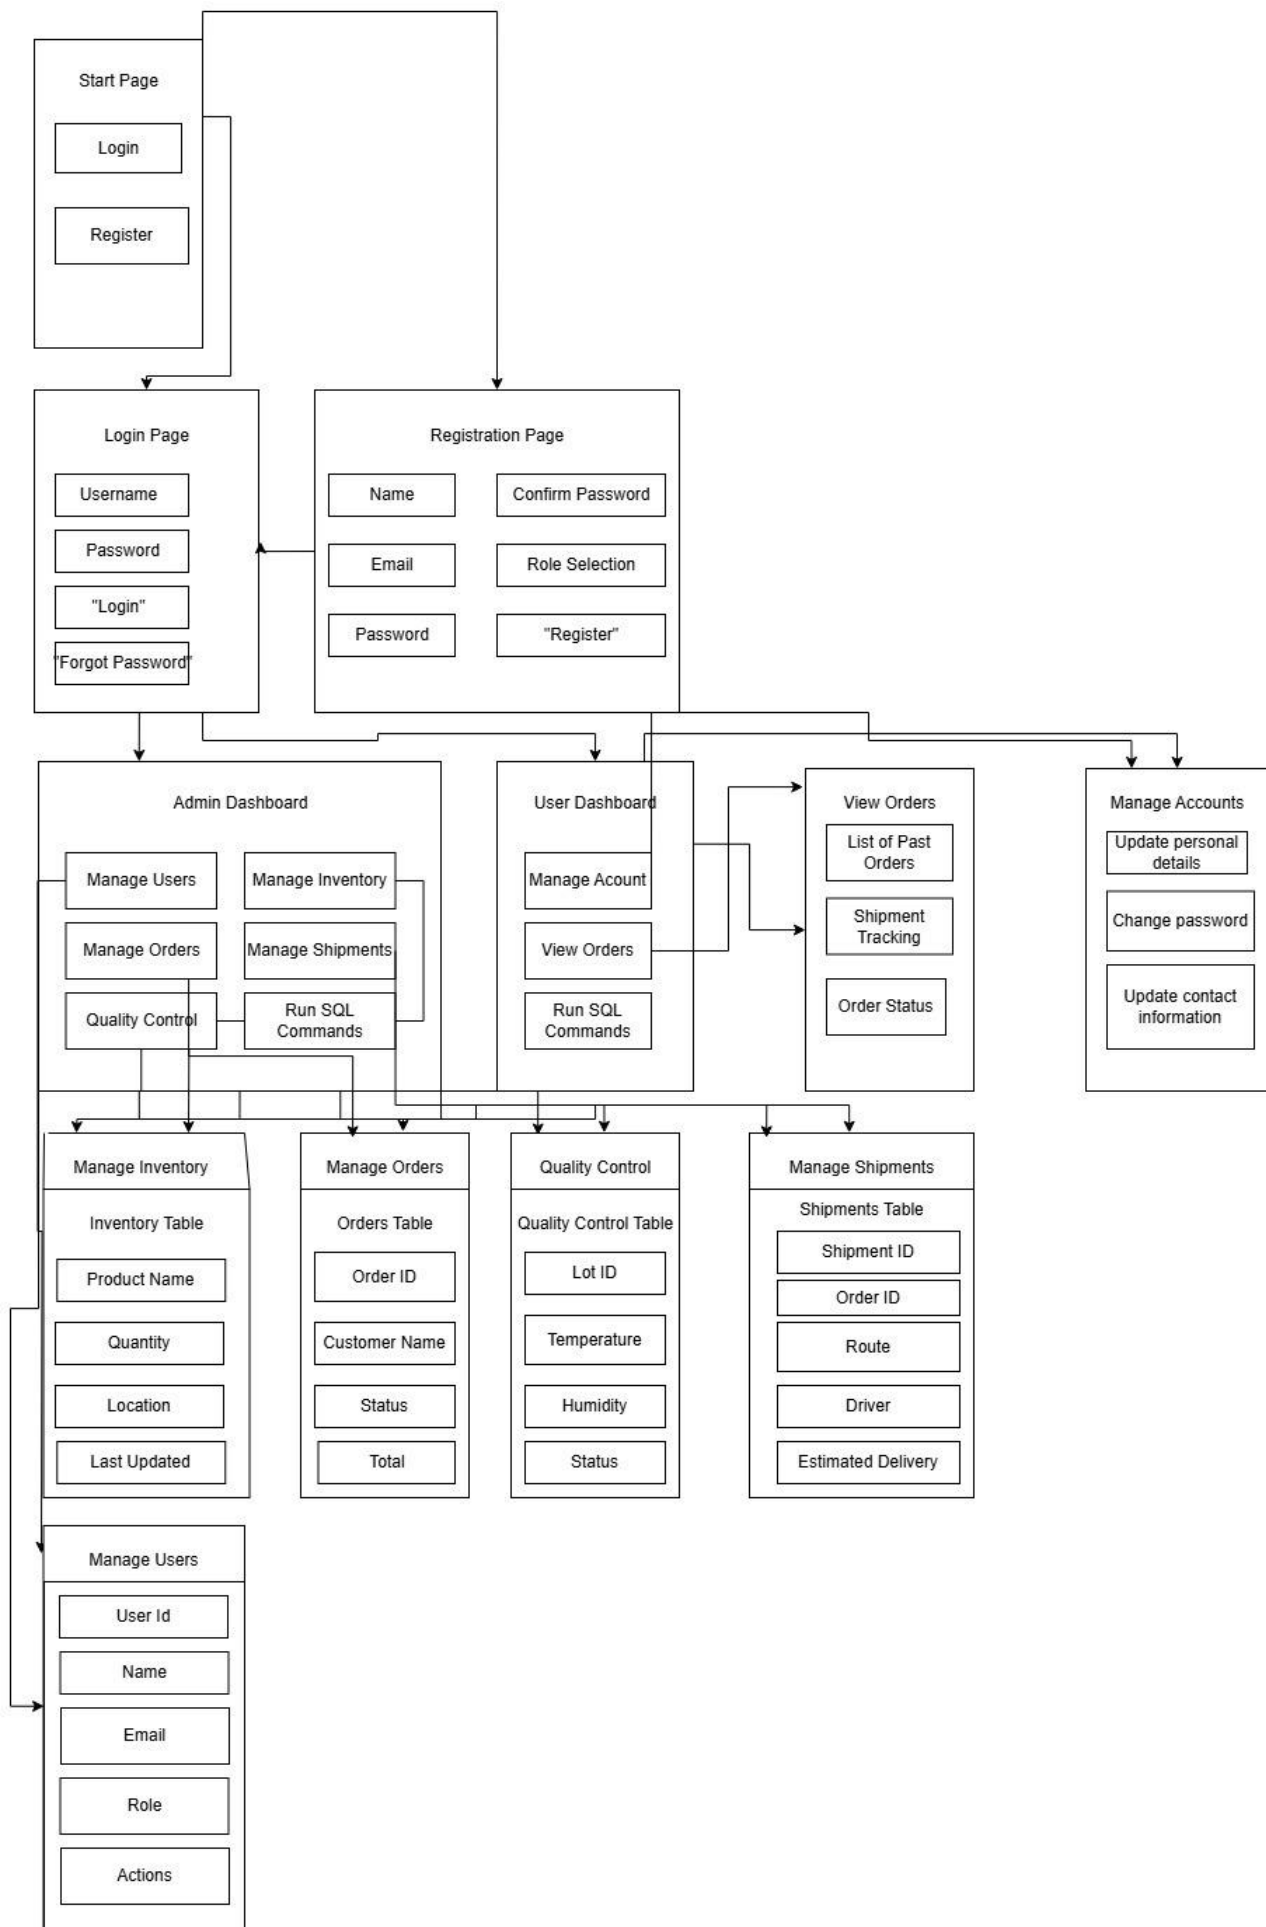 Start Page
Login
Register
Login Page
Username
Password
"Login"
"Forgot Password"
Registration Page
Name
Confirm Password
Email
Role Selection
Password
"Register"
Admin Dashboard
Manage Users
Manage Inventory
Manage Orders
Manage Shipments
Quality Control
Run SQL
Commands
User Dashboard
Manage Acount
View Orders
Run SQL
Commands
View Orders
List of Past
Orders
Shipment
Tracking
Order Status
Manage Accounts
Update personal
details
Change password
Update contact
information
Manage Inventory
Inventory Table
Product Name
Quantity
Location
Last Updated
Manage Orders
Orders Table
Order ID
Customer Name
Status
Total
Quality Control
Quality Control Table
Lot ID
Temperature
Humidity
Status
Manage Shipments
Shipments Table
Shipment ID
Order ID
Route
Driver
Estimated Delivery
Manage Users
User Id
Name
Email
Role
Actions